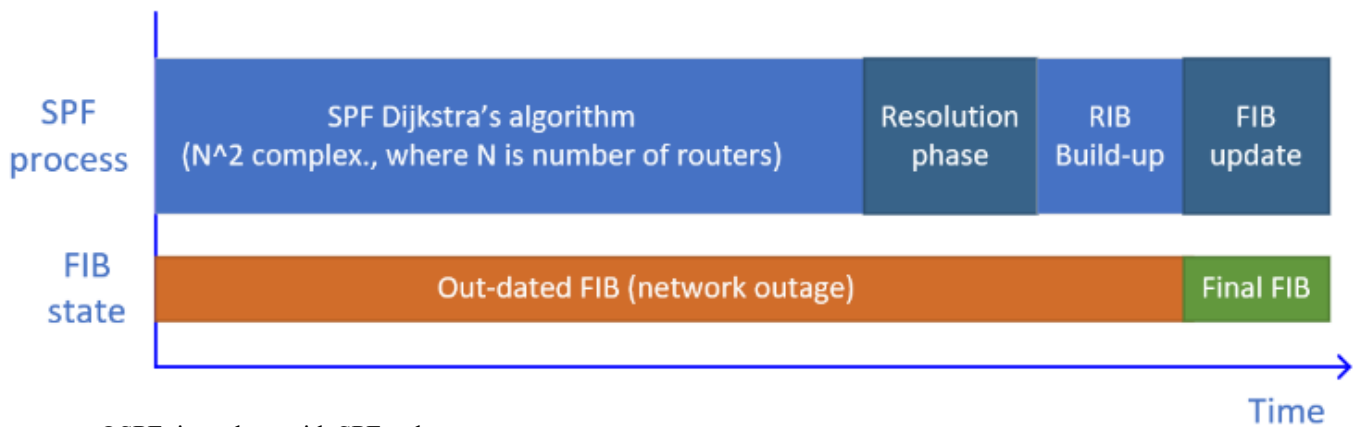 SPF
process
SPF Dijkstra's algorithm
(N^2 complex., where N is number of routers)
Resolution
phase
RIB
Build-up
FIB
update
FIB
state
Out-dated FIB (network outage)
Final FIB
Time